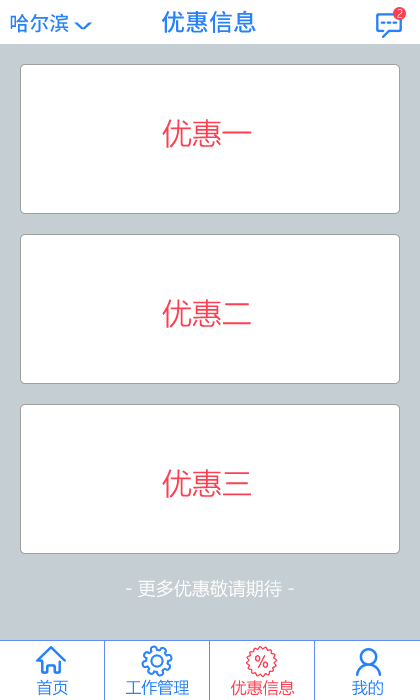 哈尔滨 优惠信息 2
优惠一
优惠二
优惠三
- 更多优惠敬请期待 -
首页 工作管理 优惠信息 我的